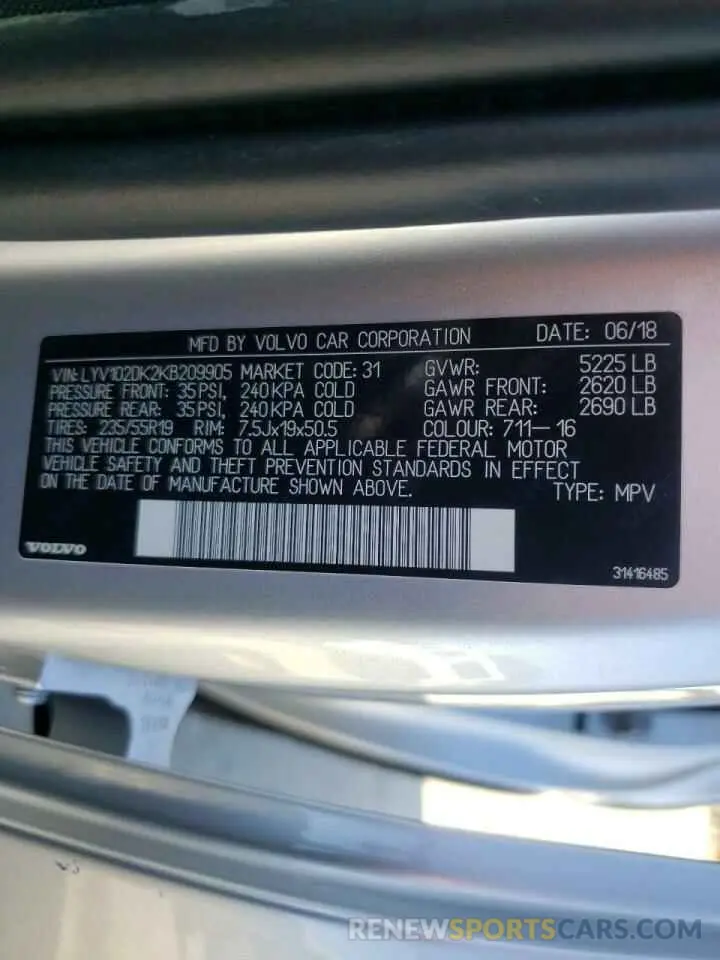 MFD BY VOLVO CAR CORPORATION DATE: 06/18
VIN: LYV102DK2KB209905 MARKET CODE: 31 GVWR: 5225 LB
PRESSURE FRONT: 35 PSI, 240 KPA COLD GAWR FRONT: 2620 LB
PRESSURE REAR: 35 PSI, 240 KPA COLD GAWR REAR: 2690 LB
TIRES: 235/55R19 RIM: 7.5Jx19x50.5 COLOUR: 711-16
THIS VEHICLE CONFORMS TO ALL APPLICABLE FEDERAL MOTOR
VEHICLE SAFETY AND THEFT PREVENTION STANDARDS IN EFFECT
ON THE DATE OF MANUFACTURE SHOWN ABOVE. TYPE: MPV
VOLVO 31416485
RENEWSPORTSCARS.COM